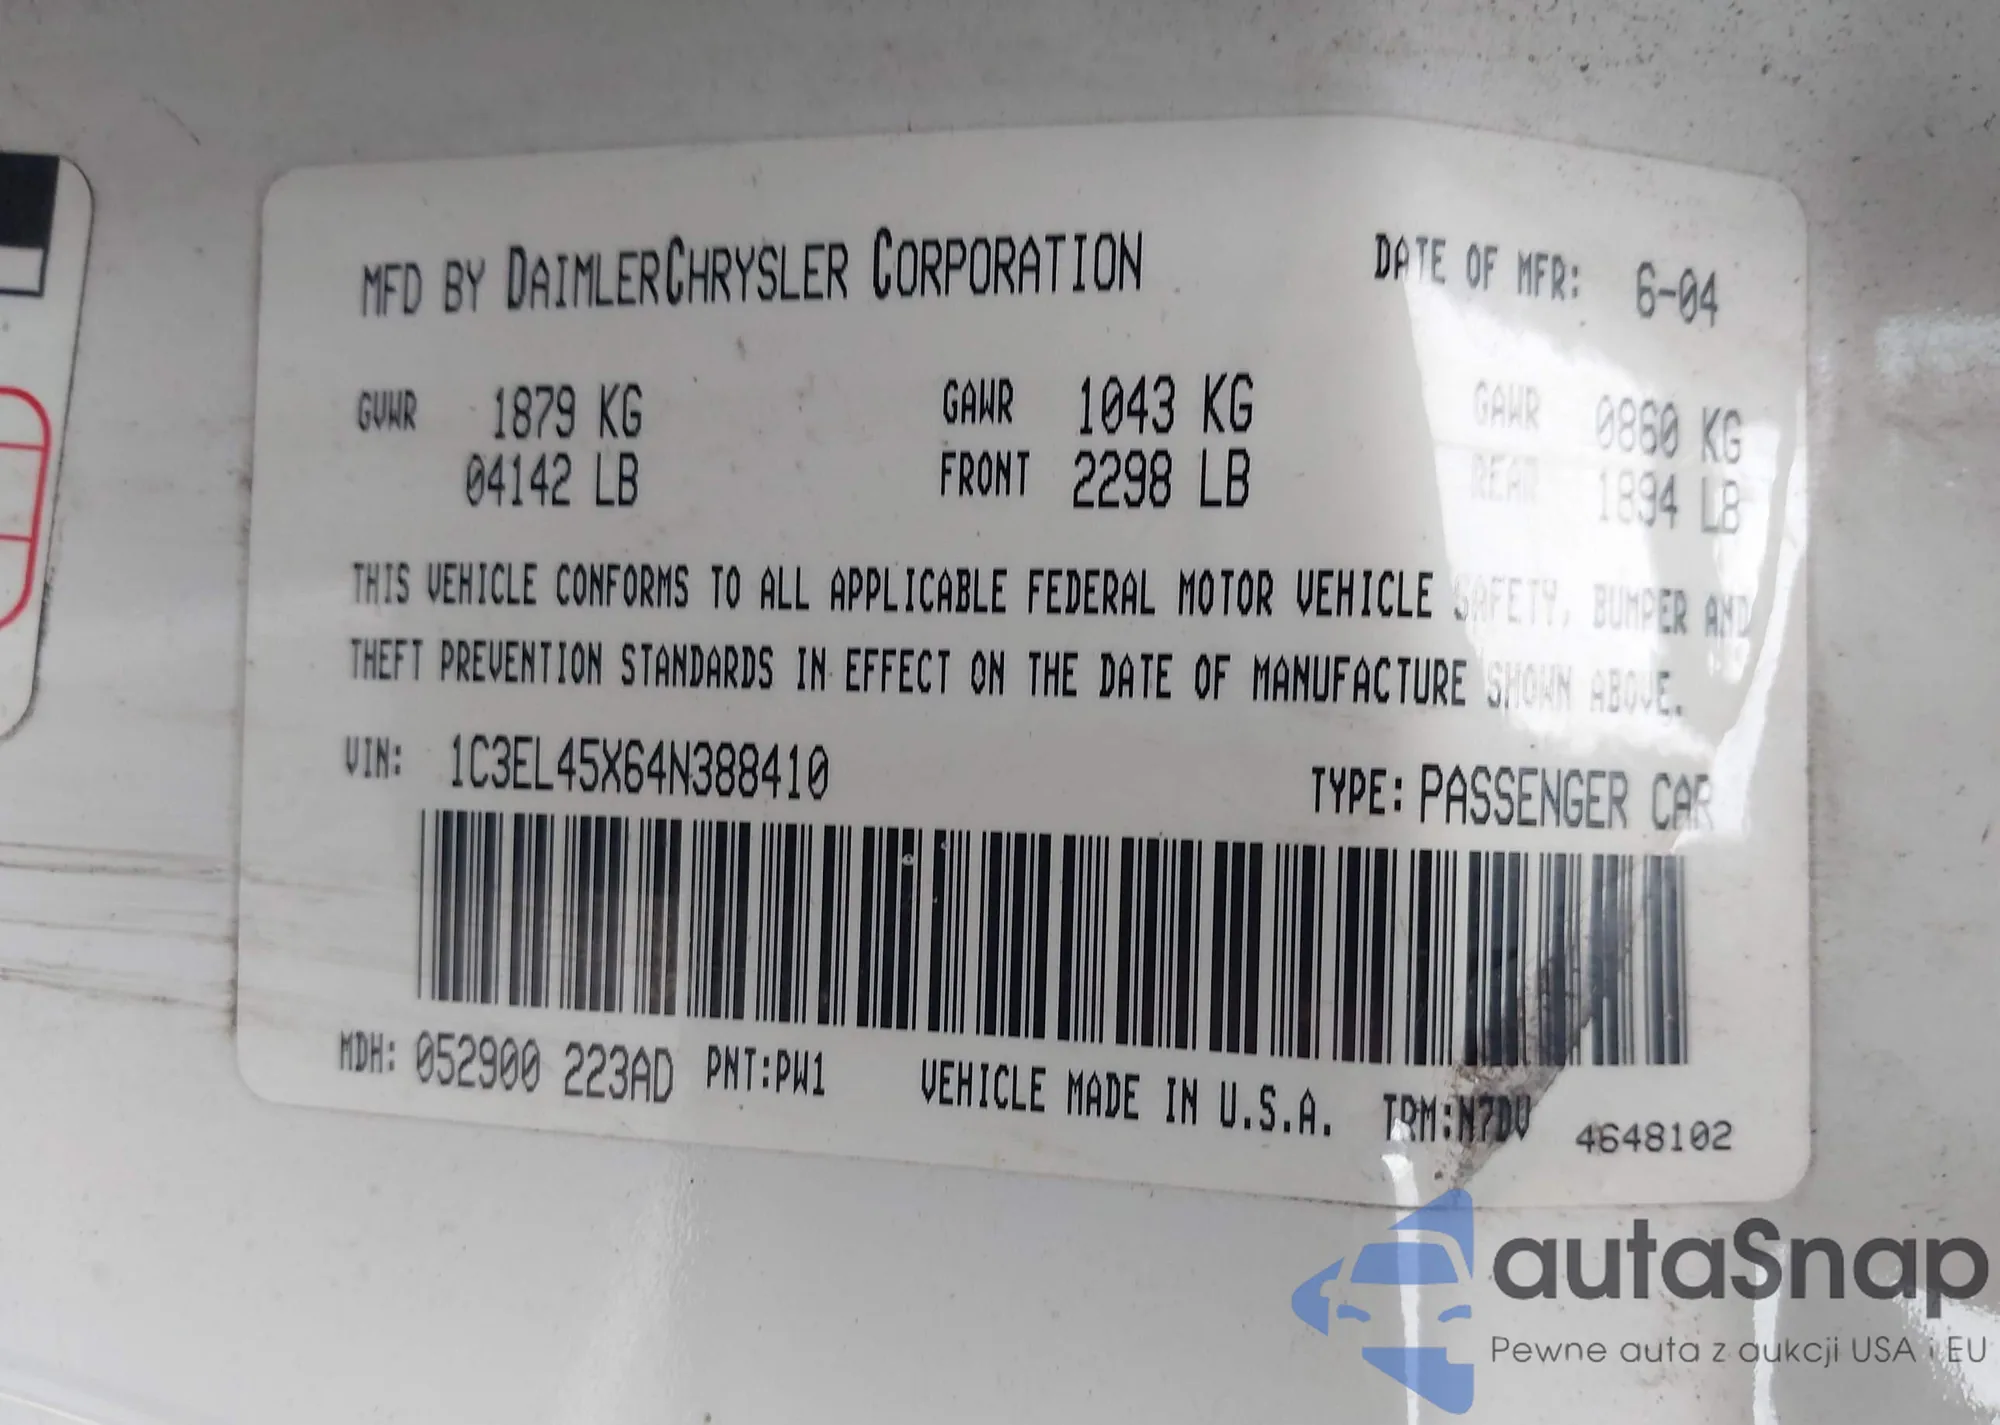 MFD BY DAIMLERCHRYSLER CORPORATION DATE OF MFR: 6-04
GVWR 1879 KG GAWR 1043 KG GAWR 0860 KG
04142 LB FRONT 2298 LB REAR 1894 LB
THIS VEHICLE CONFORMS TO ALL APPLICABLE FEDERAL MOTOR VEHICLE SAFETY, BUMPER AND
THEFT PREVENTION STANDARDS IN EFFECT ON THE DATE OF MANUFACTURE SHOWN ABOVE.
VIN: 1C3EL45X64N388410 TYPE: PASSENGER CAR
MDH: 052900 223AD PNT:PW1 VEHICLE MADE IN U.S.A. TRM:N7DV 4648102
autaSnap
Pewne auta z aukcji USA i EU